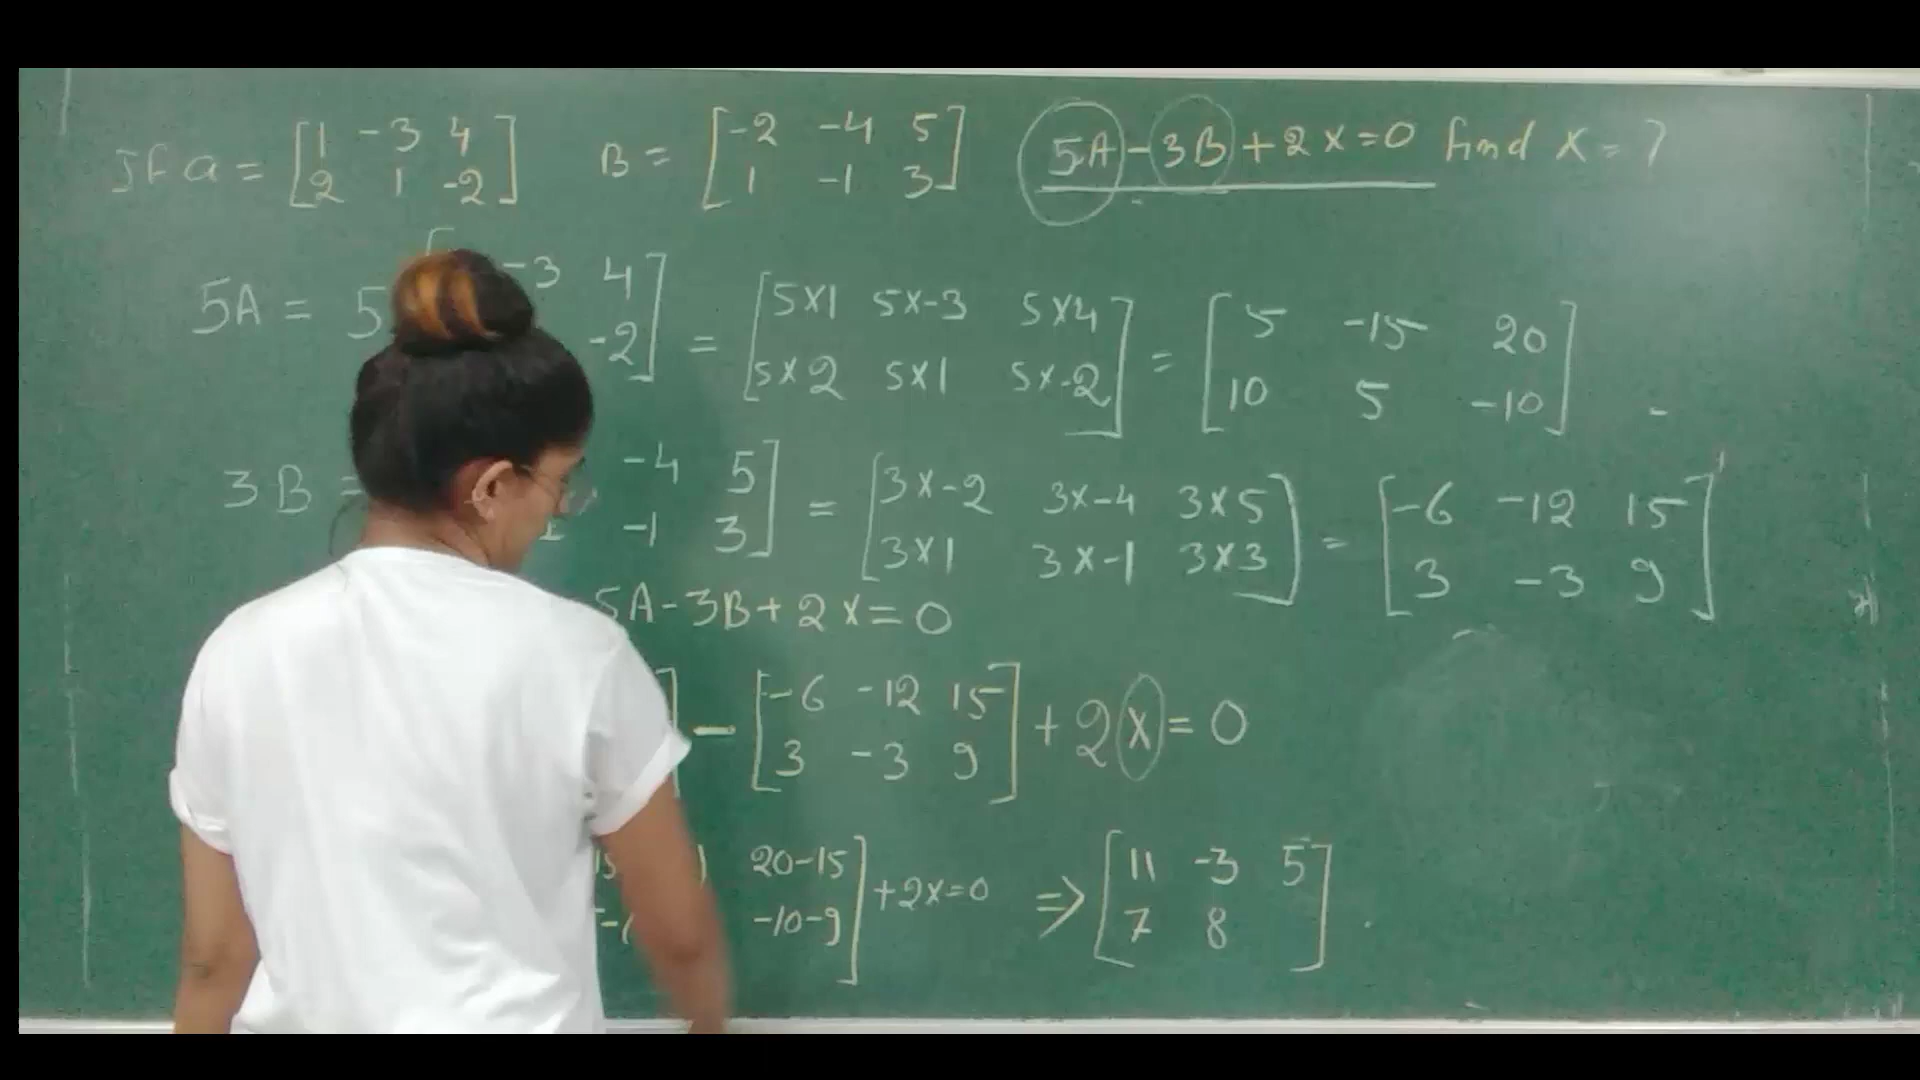 If a = [1 -3 4 B = [-2 -4 5 5A-3B+2x=0 find x=?
2 1 -2] 1 -1 3]
5A = 5[ -3 4 = [5x1 5x-3 5x4 = [5 -15 20
-2] 5x2 5x1 5x-2] 10 5 -10]
3B = -4 5 = [3x-2 3x-4 3x5 = [-6 -12 15
1 -1 3] 3x1 3x-1 3x3] 3 -3 9]
5A-3B+2x=0
] - [-6 -12 15 + 2x = 0
3 -3 9]
15 20-15 +2x=0 ⇒ [11 -3 5
-10-9] 7 8 ]